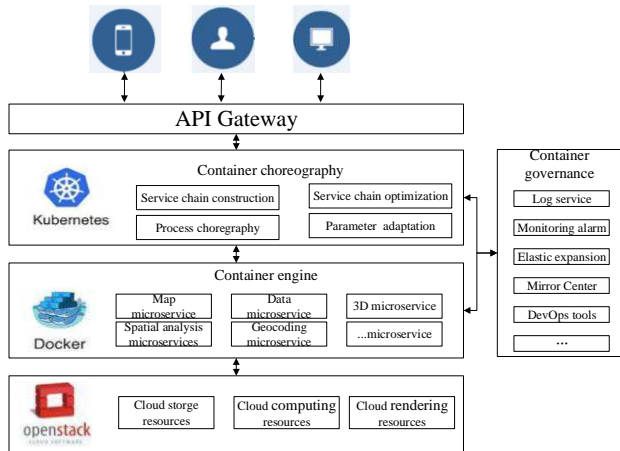 API Gateway
Container choreography
Kubernetes
Service chain construction
Service chain optimization
Process choregraphy
Parameter adaptation
Container engine
Docker
Map
microservice
Data
microservice
3D microservice
Spatial analysis
microservices
Geocoding
microservice
...microservice
openstack
CLOUD SOFTWARE
Cloud storge
resources
Cloud computing
resources
Cloud rendering
resources
Container
governance
Log service
Monitoring alarm
Elastic expansion
Mirror Center
DevOps tools
...